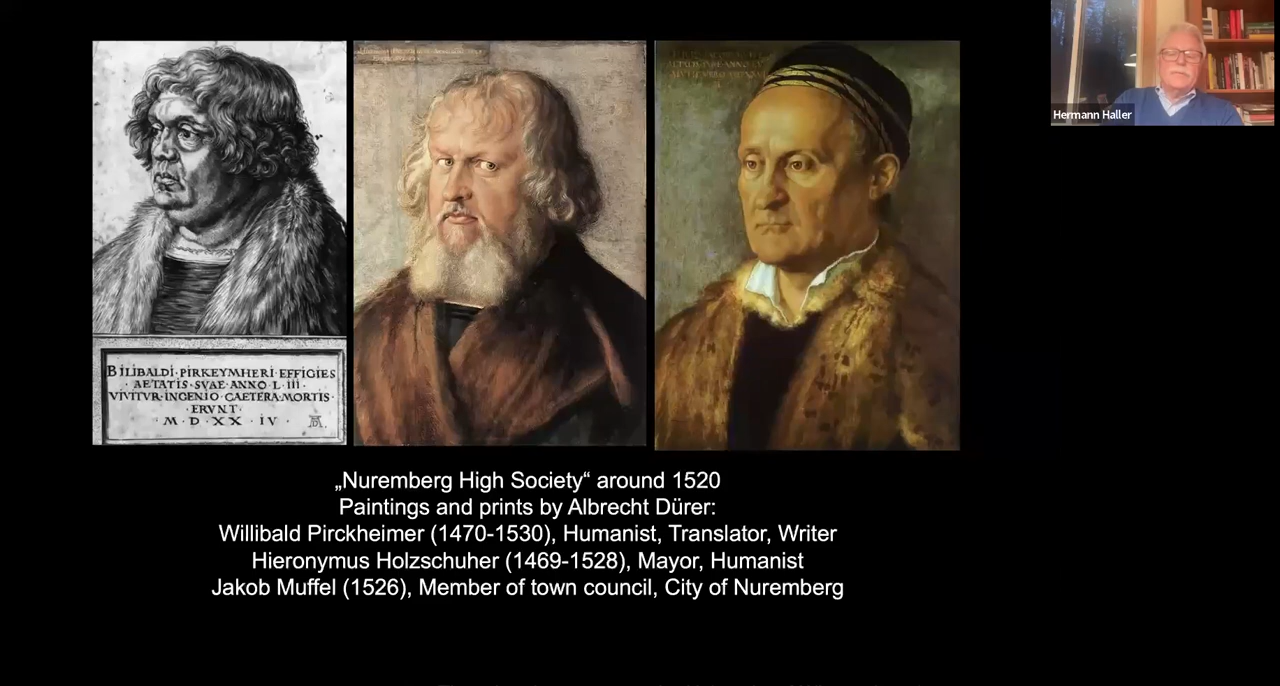 Hermann Haller
BILIBALDI·PIRKEYMHERI·EFFIGIES
·AETATIS·SVAE·ANNO·L·III·
VIVITVR·INGENIO·CAETERA·MORTIS·
·ERVNT·
·M·D·XX·IV·
AD
„Nuremberg High Society“ around 1520
Paintings and prints by Albrecht Dürer:
Willibald Pirckheimer (1470-1530), Humanist, Translator, Writer
Hieronymus Holzschuher (1469-1528), Mayor, Humanist
Jakob Muffel (1526), Member of town council, City of Nuremberg